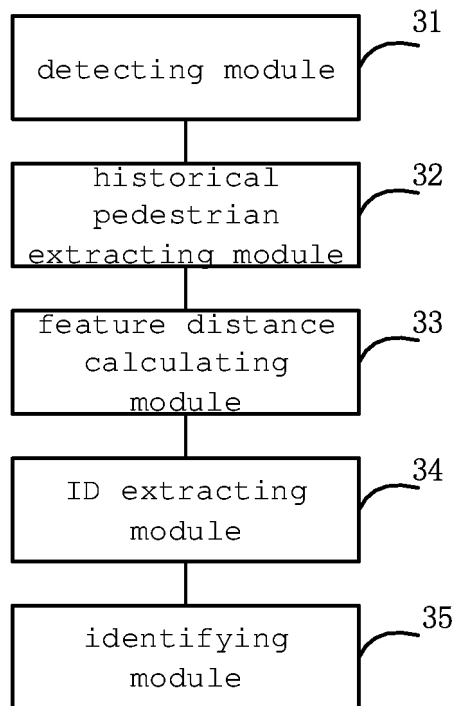 31
detecting module
32
historical
pedestrian
extracting module
33
feature distance
calculating
module
34
ID extracting
module
35
identifying
module